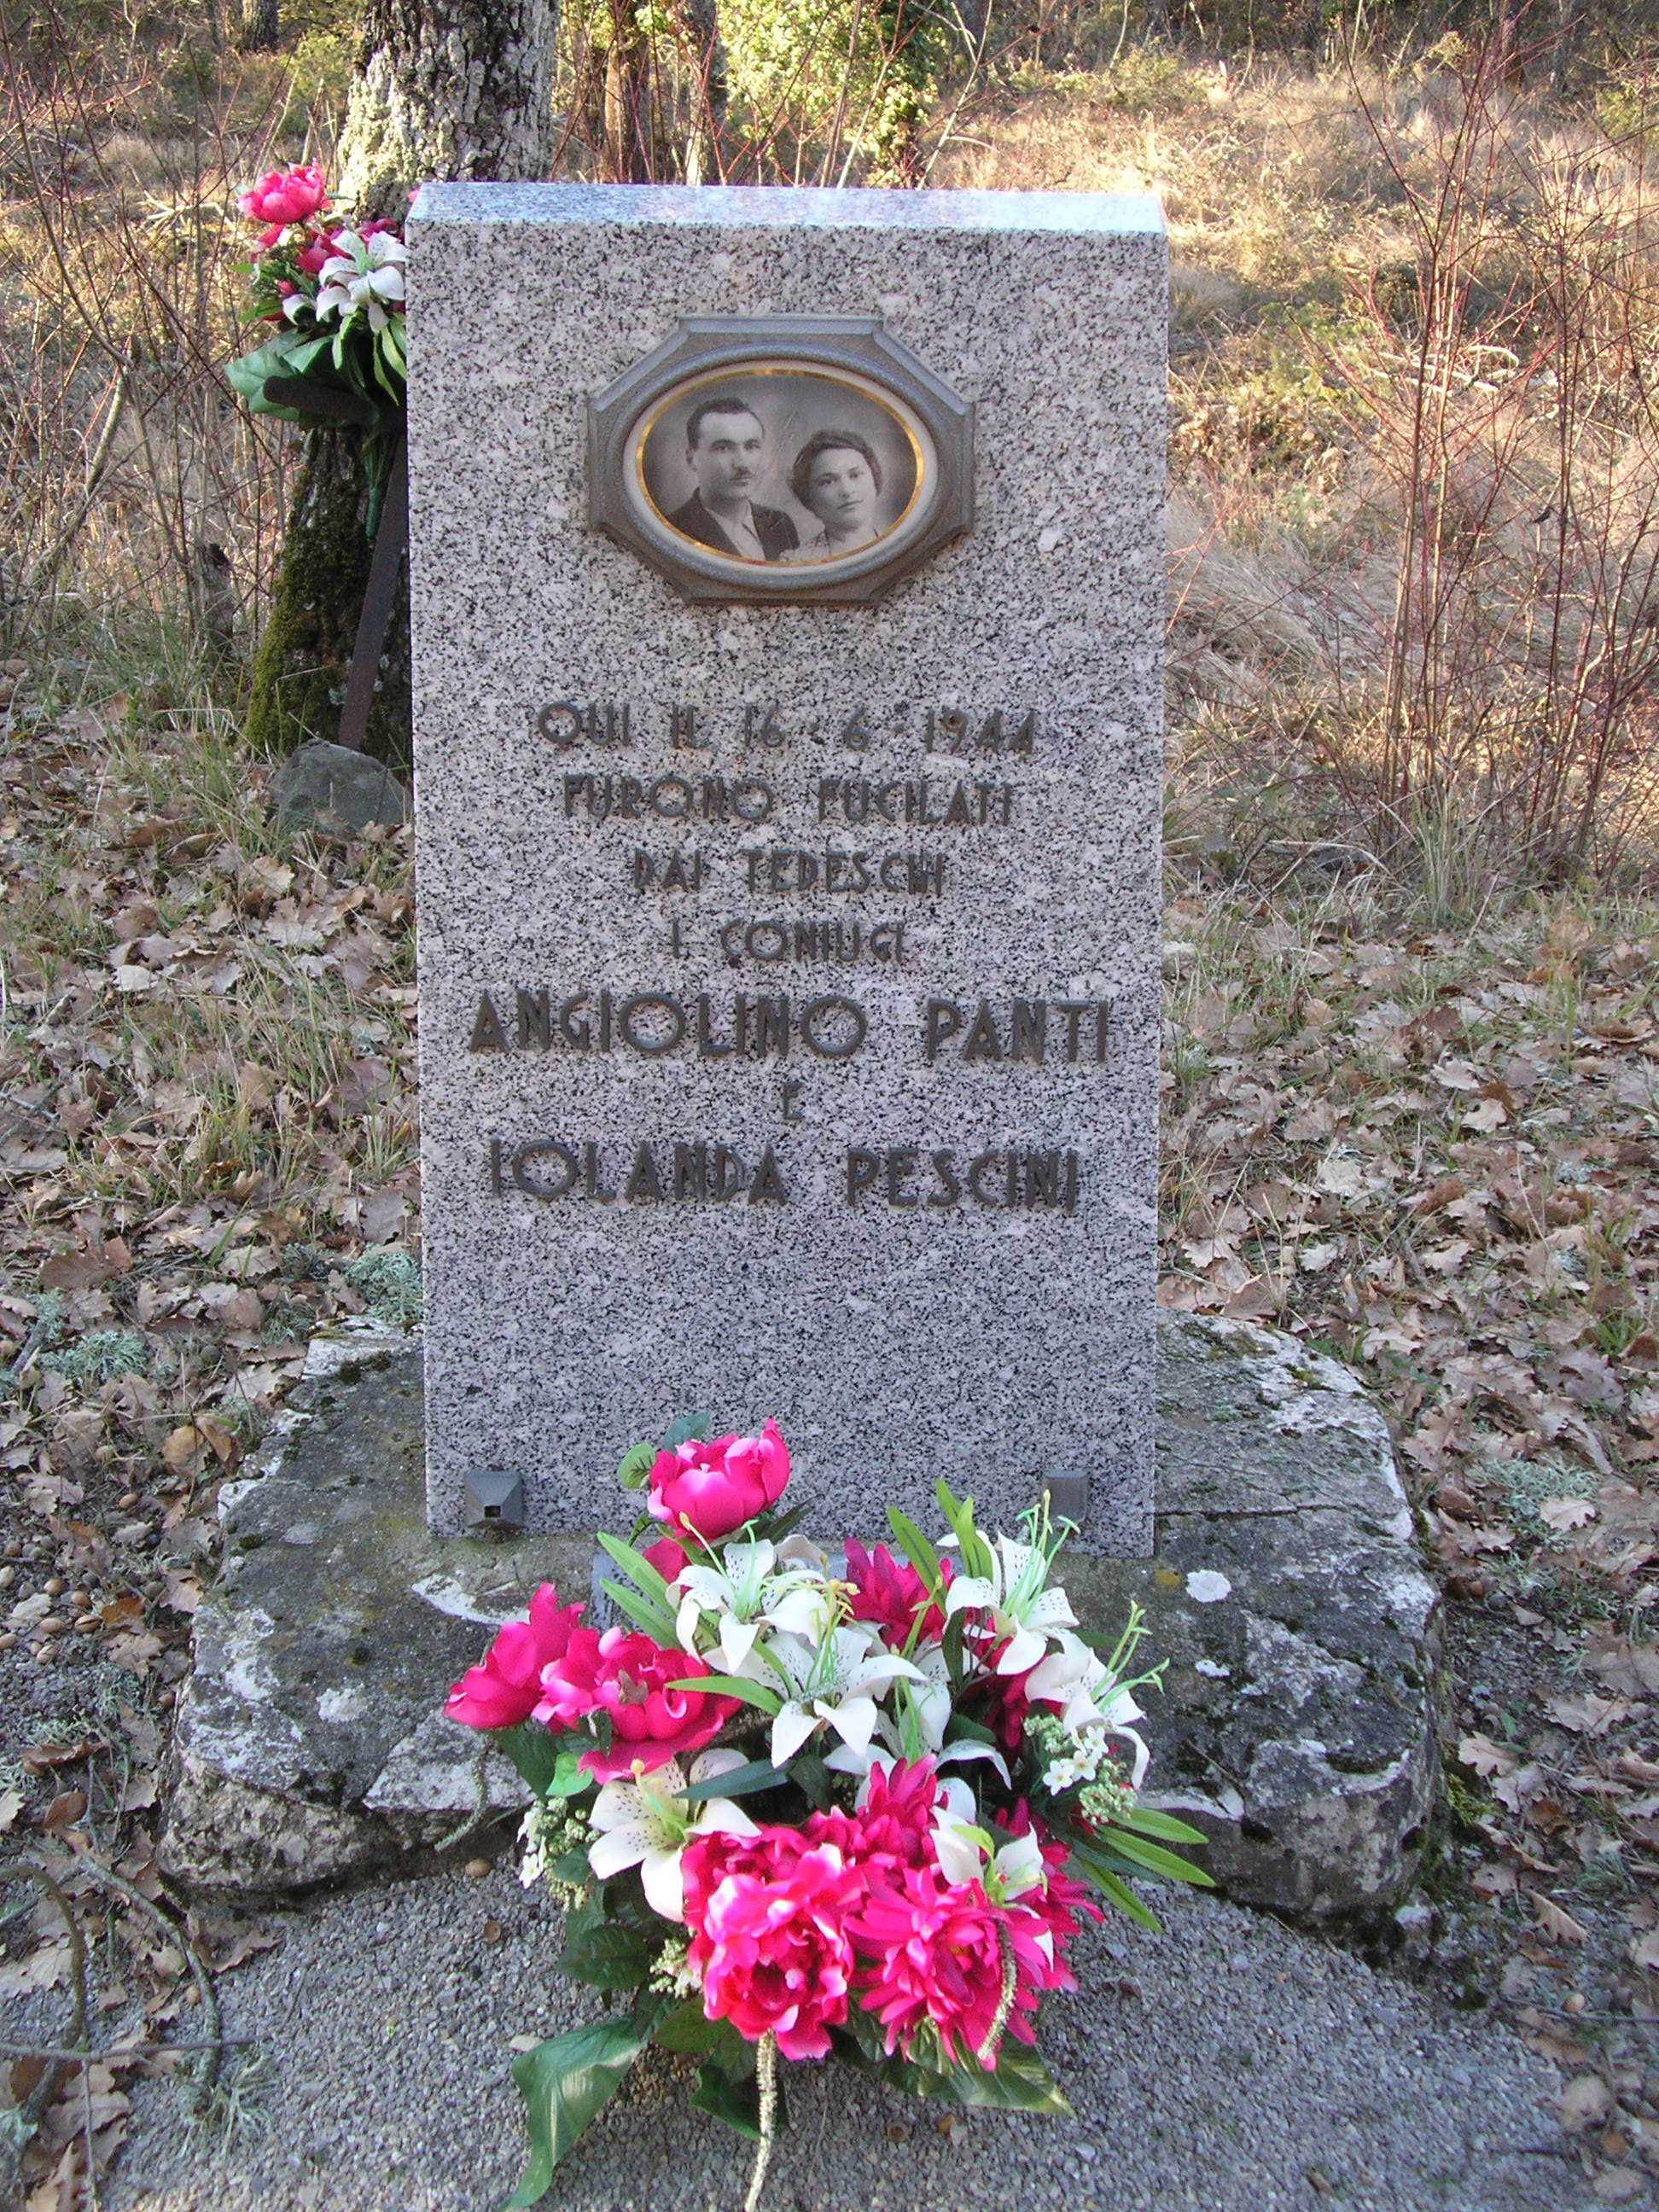 QUI IL 16·6·1944
FURONO FUCILATI
DAI TEDESCHI
I CONIUGI
ANGIOLINO PANTI
E
IOLANDA PESCINI